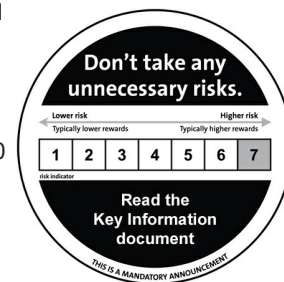 Don't take any
unnecessary risks.
Lower risk Higher risk
Typically lower rewards Typically higher rewards
1 2 3 4 5 6 7
risk indicator
Read the
Key Information
document
THIS IS A MANDATORY ANNOUNCEMENT